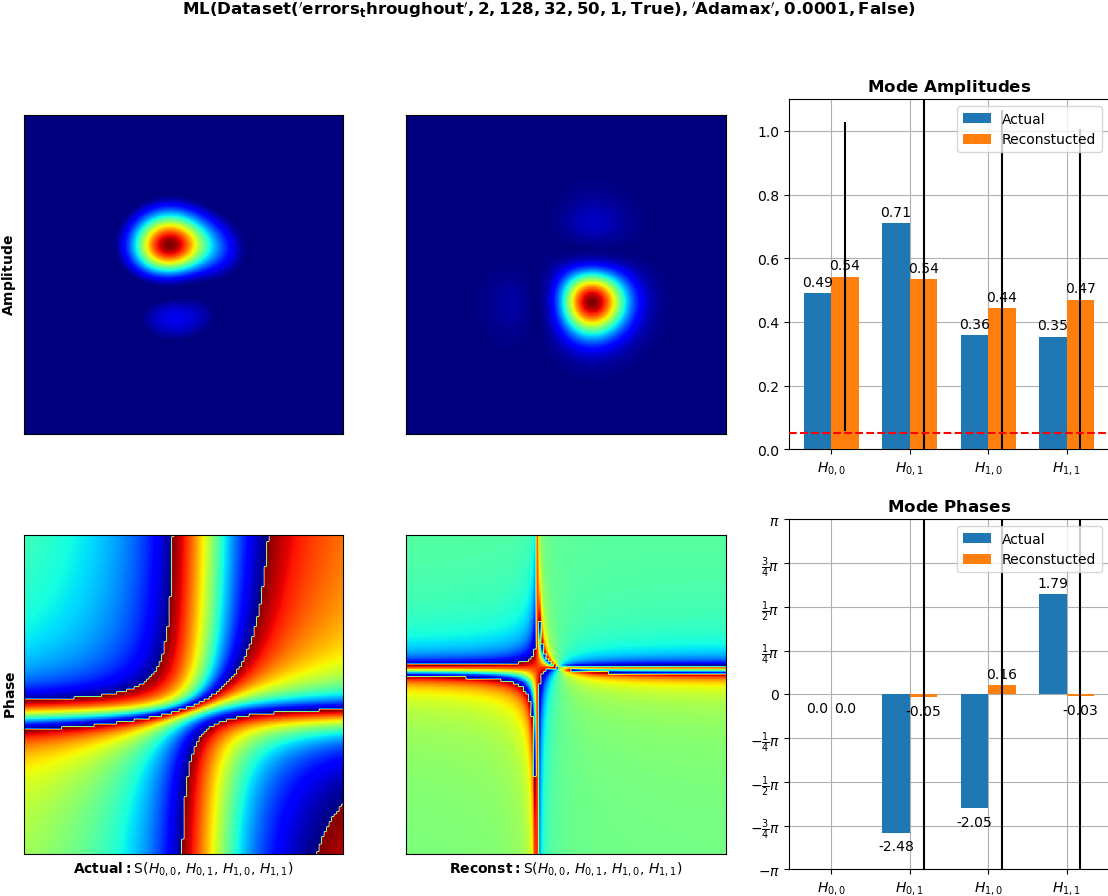 ML(Dataset('errors_throughout', 2, 128, 32, 50, 1, True), 'Adamax', 0.0001, False)
Amplitude
Mode Amplitudes
Actual
Reconstucted
1.0
0.8
0.6
0.4
0.2
0.0
0.49
0.54
0.71
0.54
0.36
0.44
0.35
0.47
H0,0
H0,1
H1,0
H1,1
Phase
Actual: S(H0,0, H0,1, H1,0, H1,1)
Reconst: S(H0,0, H0,1, H1,0, H1,1)
Mode Phases
Actual
Reconstucted
π
3/4π
1/2π
1/4π
0
−1/4π
−1/2π
−3/4π
−π
0.0
0.0
-2.48
-0.05
-2.05
0.16
1.79
-0.03
H0,0
H0,1
H1,0
H1,1